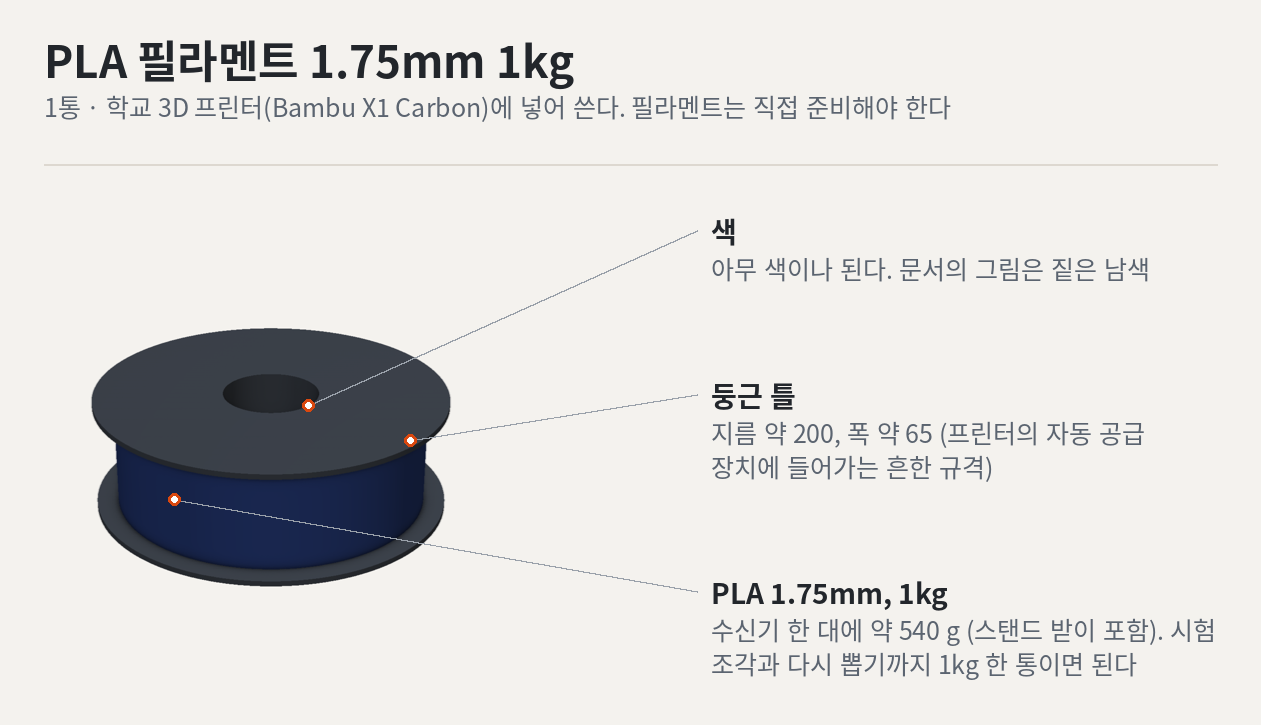 PLA 필라멘트 1.75mm 1kg
1통 · 학교 3D 프린터(Bambu X1 Carbon)에 넣어 쓴다. 필라멘트는 직접 준비해야 한다
색
아무 색이나 된다. 문서의 그림은 짙은 남색
둥근 틀
지름 약 200, 폭 약 65 (프린터의 자동 공급
장치에 들어가는 흔한 규격)
PLA 1.75mm, 1kg
수신기 한 대에 약 540 g (스탠드 받이 포함). 시험
조각과 다시 뽑기까지 1kg 한 통이면 된다